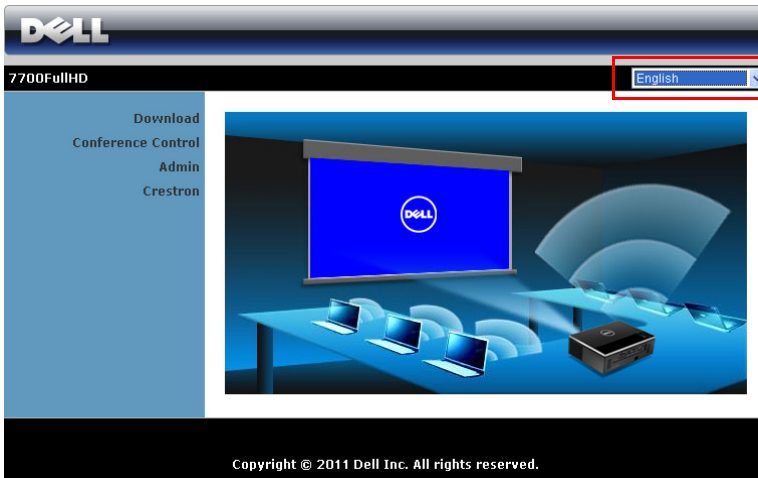 DELL
7700FullHD
English
Download
Conference Control
Admin
Crestron
DELL
Copyright © 2011 Dell Inc. All rights reserved.